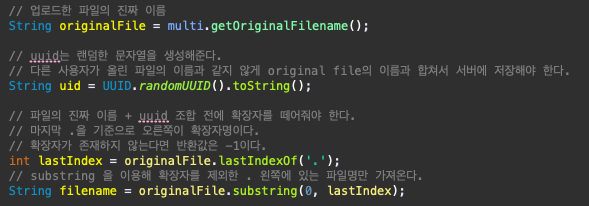 // 업로드한 파일의 진짜 이름
String originalFile = multi.getOriginalFilename();
// uuid는 랜덤한 문자열을 생성해준다.
// 다른 사용자가 올린 파일의 이름과 같지 않게 original file의 이름과 합쳐서 서버에 저장해야 한다.
String uid = UUID.randomUUID().toString();
// 파일의 진짜 이름 + uuid 조합 전에 확장자를 떼어줘야 한다.
// 마지막 .을 기준으로 오른쪽이 확장자명이다.
// 확장자가 존재하지 않는다면 반환값은 -1이다.
int lastIndex = originalFile.lastIndexOf('.');
// substring 을 이용해 확장자를 제외한 . 왼쪽에 있는 파일명만 가져온다.
String filename = originalFile.substring(0, lastIndex);